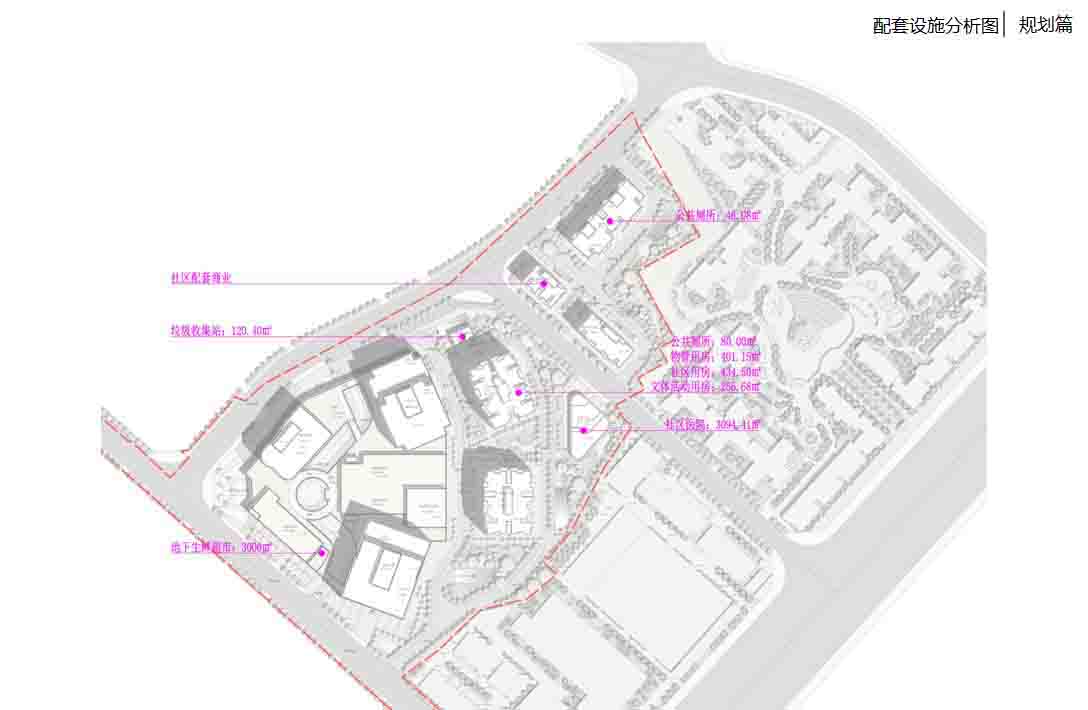 配套设施分析图 规划篇
公共厕所：46.08㎡
社区配套商业
垃圾收集站：120.40㎡
公共厕所：80.00㎡
物管用房：401.15㎡
社区用房：434.50㎡
文体活动用房：256.68㎡
社区医院：3094.41㎡
地下生鲜超市：3000㎡